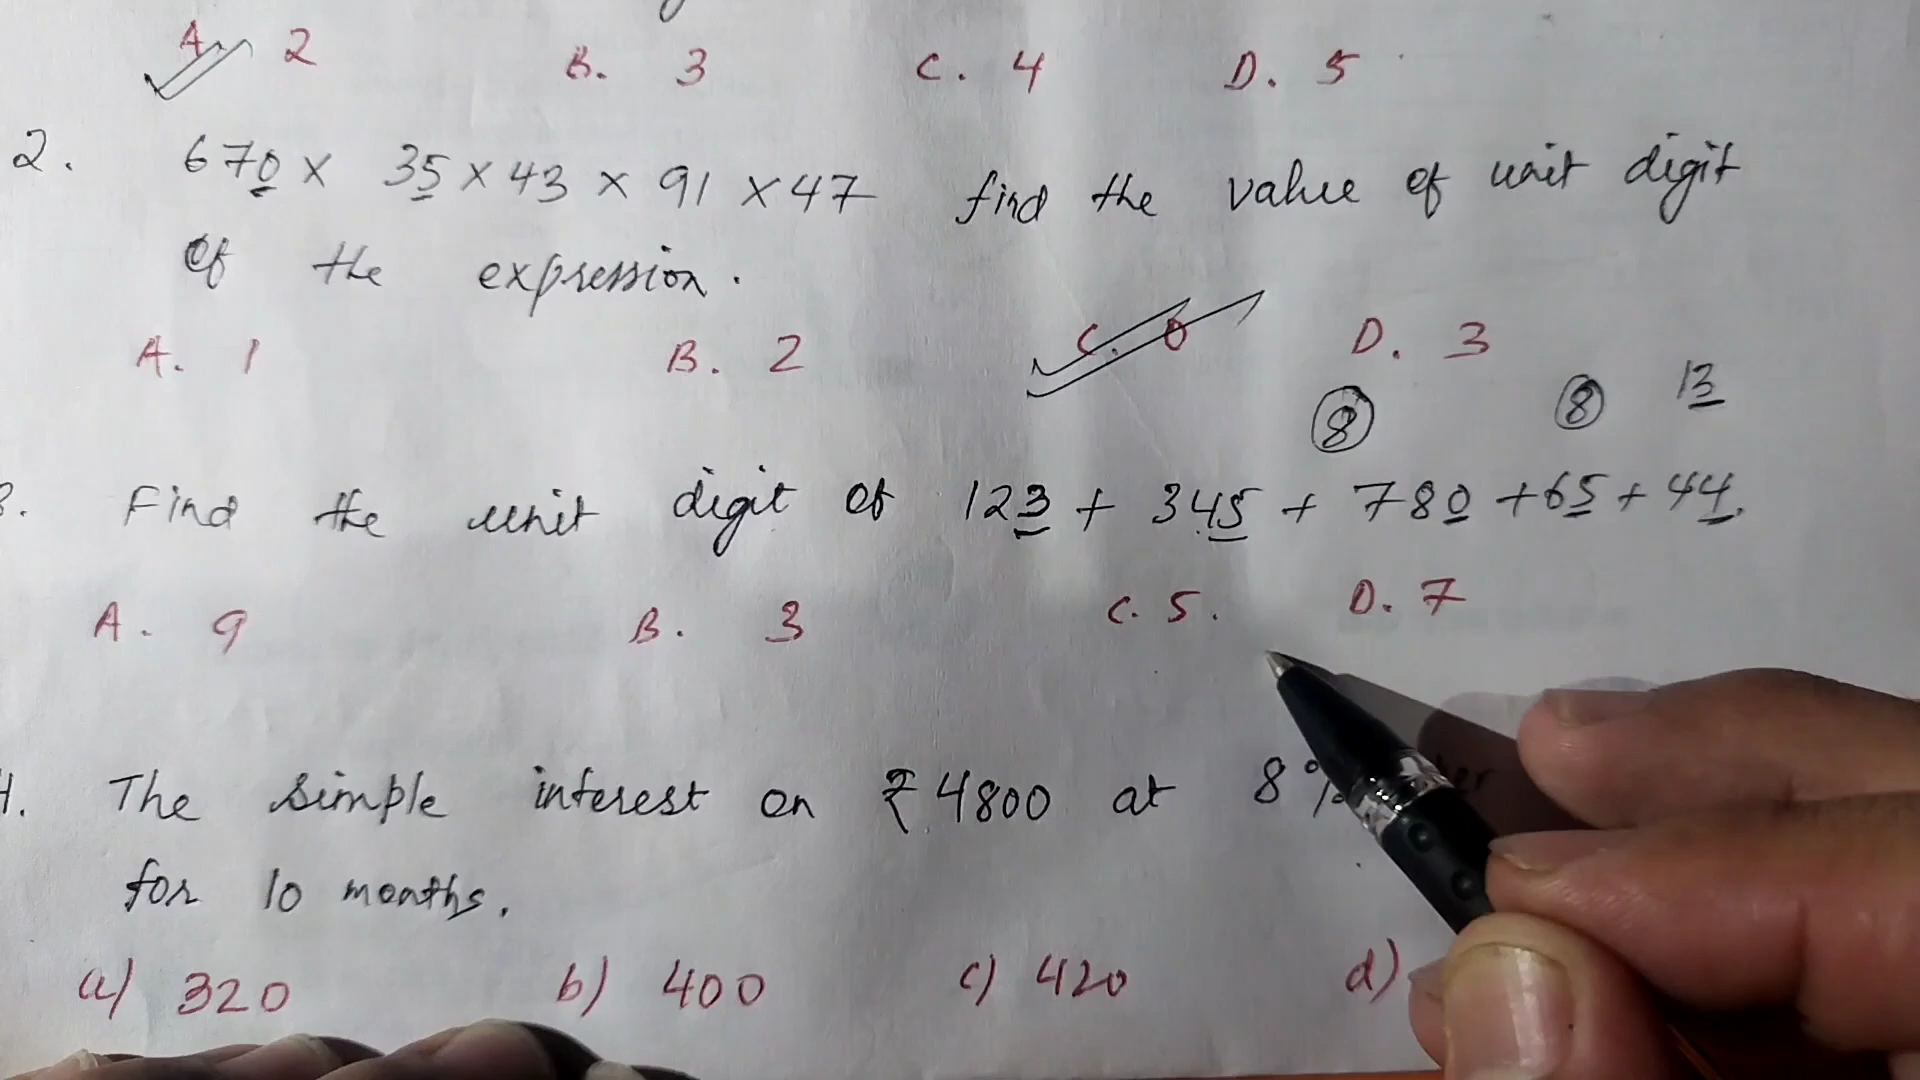 A. 2 B. 3 C. 4 D. 5
2. 670 x 35 x 43 x 91 x 47 find the value of unit digit
of the expression.
A. 1 B. 2 C. 0 D. 3
8 8 13
3. Find the unit digit of 123 + 345 + 780 + 65 + 44.
A. 9 B. 3 C. 5. D. 7
4. The simple interest on ₹4800 at 8%
for 10 months.
a) 320 b) 400 c) 420 d)